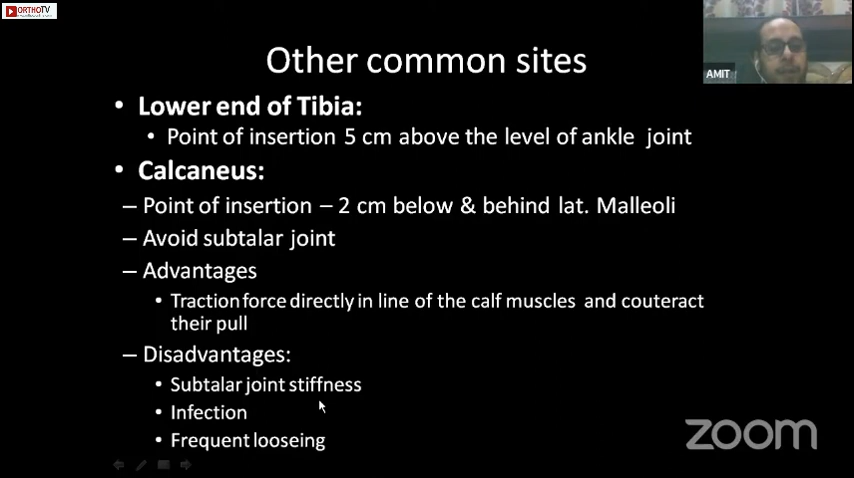 ORTHOTV
AMIT
Other common sites
• Lower end of Tibia:
• Point of insertion 5 cm above the level of ankle joint
• Calcaneus:
– Point of insertion – 2 cm below & behind lat. Malleoli
– Avoid subtalar joint
– Advantages
• Traction force directly in line of the calf muscles and couteract
their pull
– Disadvantages:
• Subtalar joint stiffness
• Infection
• Frequent looseing
zoom